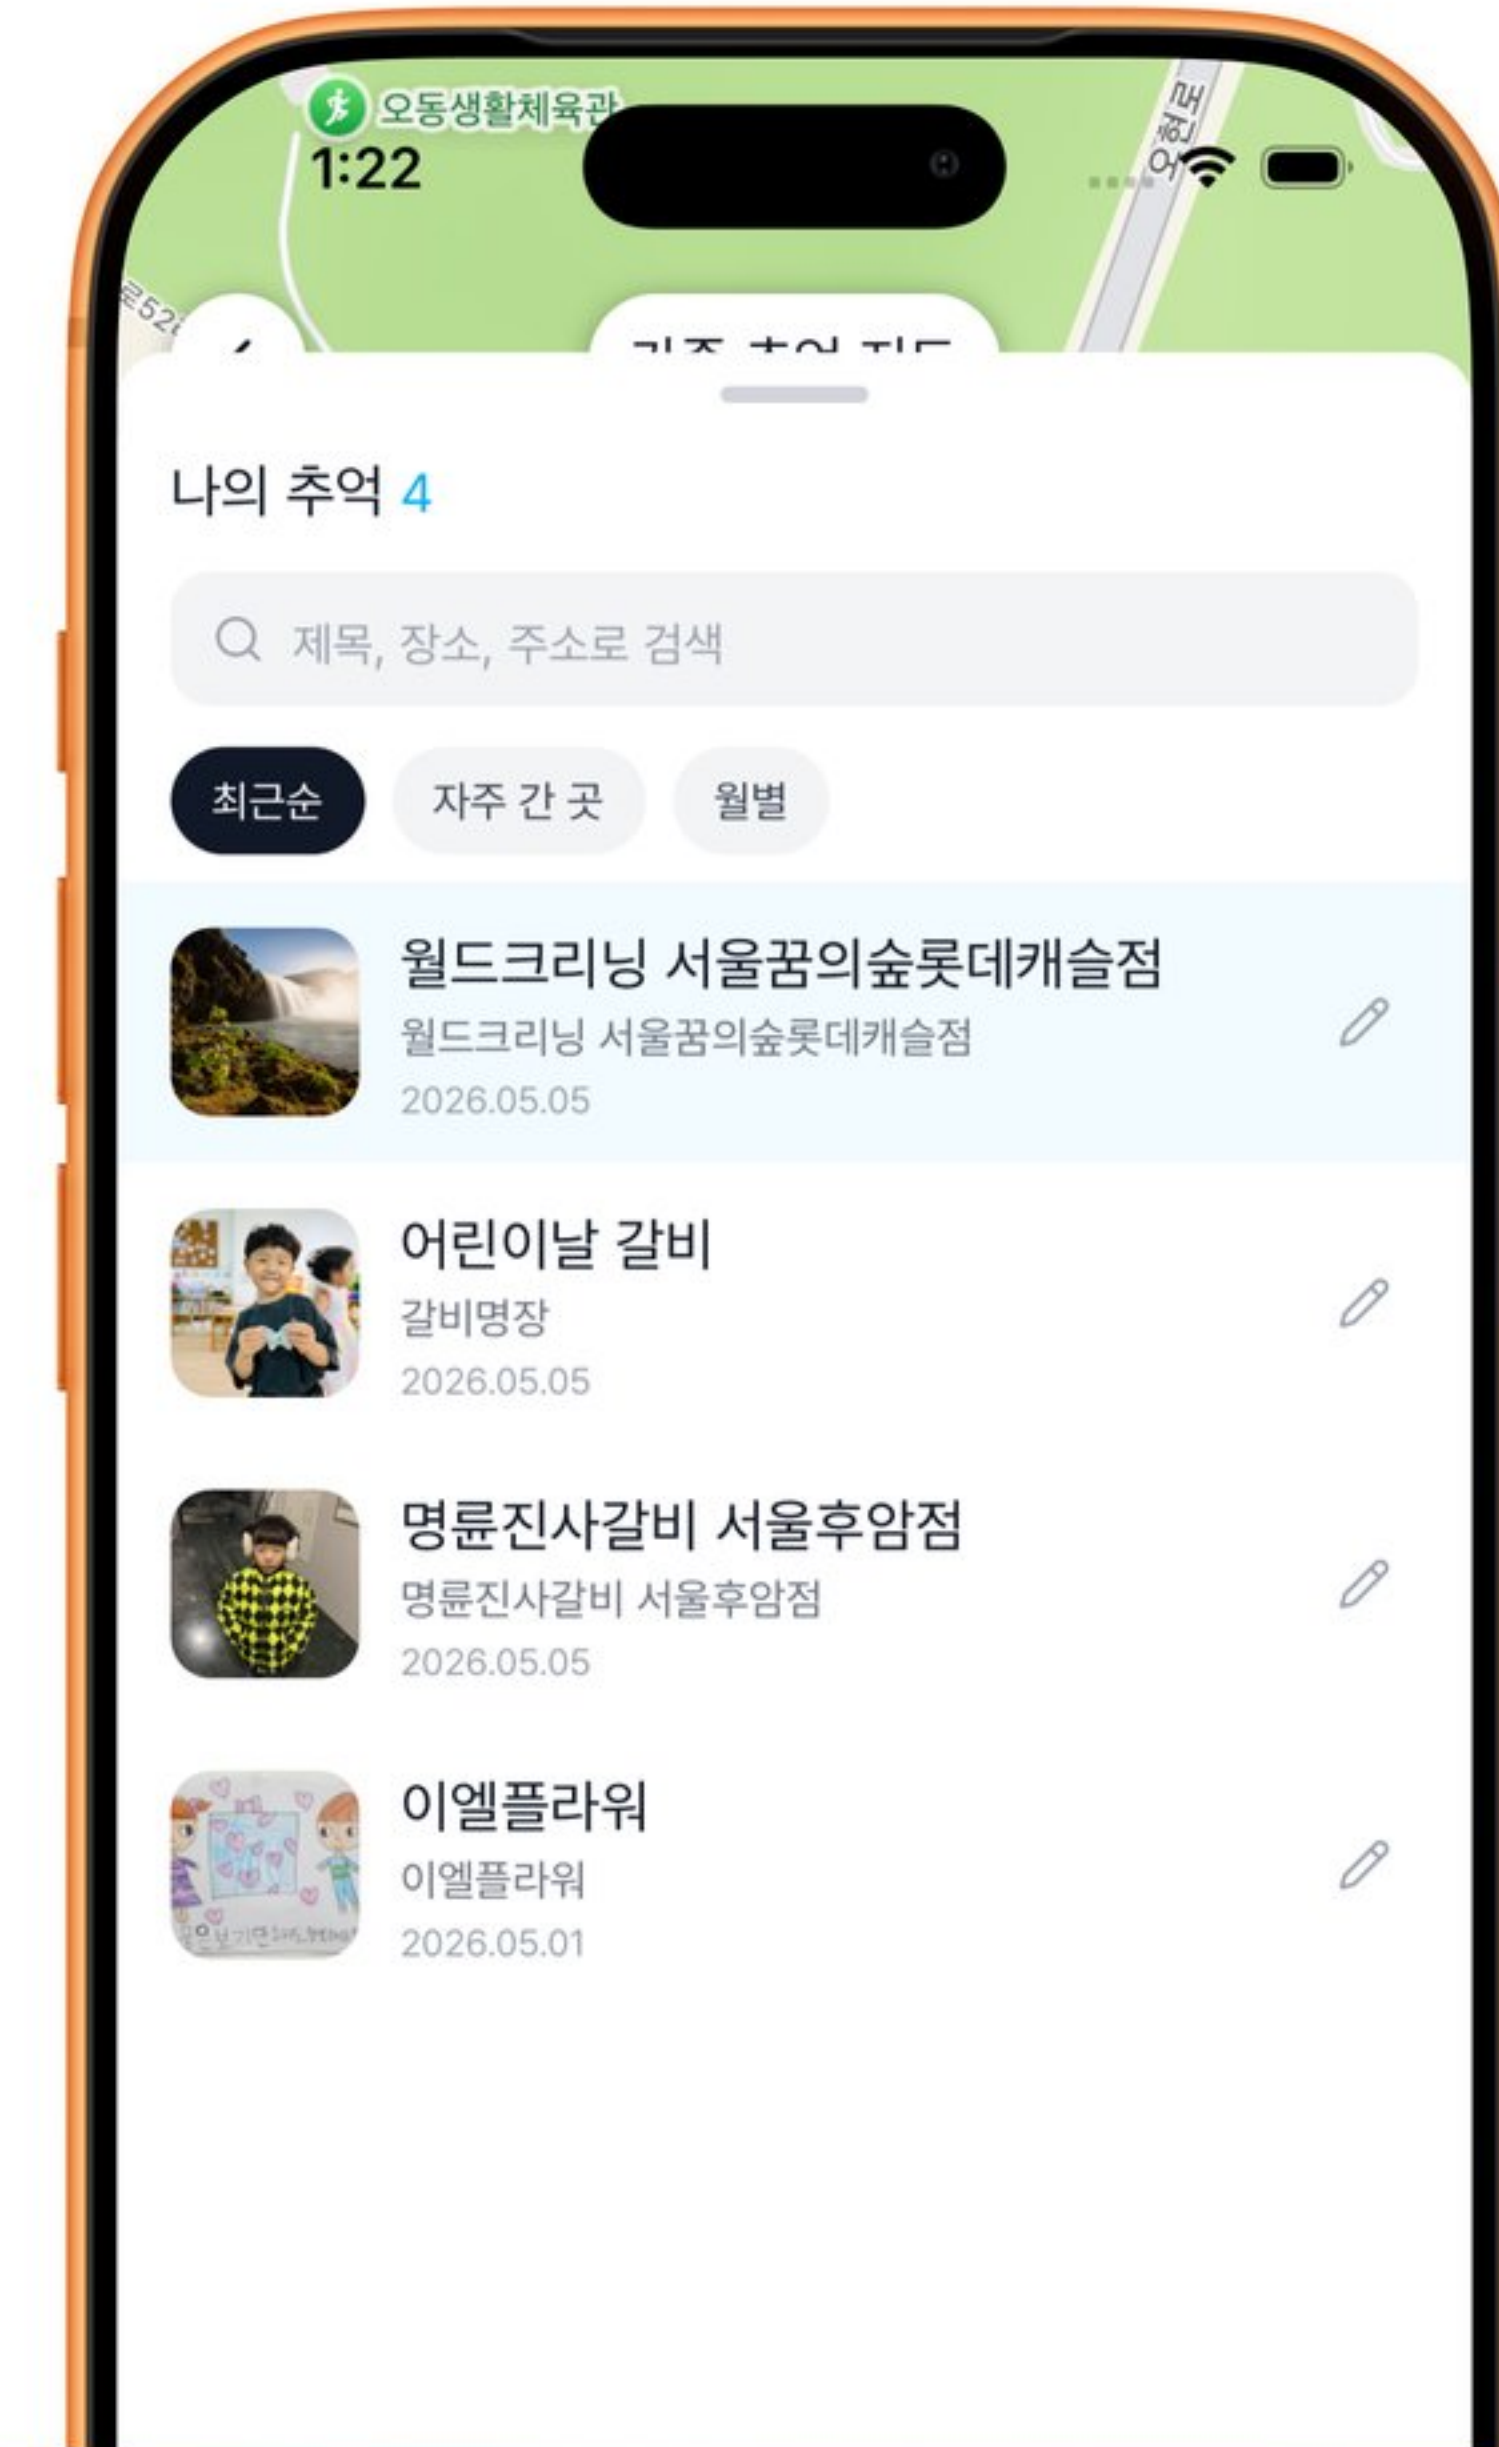 오동생활체육관
1:22
오현로
나의 추억 4
제목, 장소, 주소로 검색
최근순
자주 간 곳
월별
월드크리닝 서울꿈의숲롯데캐슬점
월드크리닝 서울꿈의숲롯데캐슬점
2026.05.05
어린이날 갈비
갈비명장
2026.05.05
명륜진사갈비 서울후암점
명륜진사갈비 서울후암점
2026.05.05
이엘플라워
이엘플라워
2026.05.01